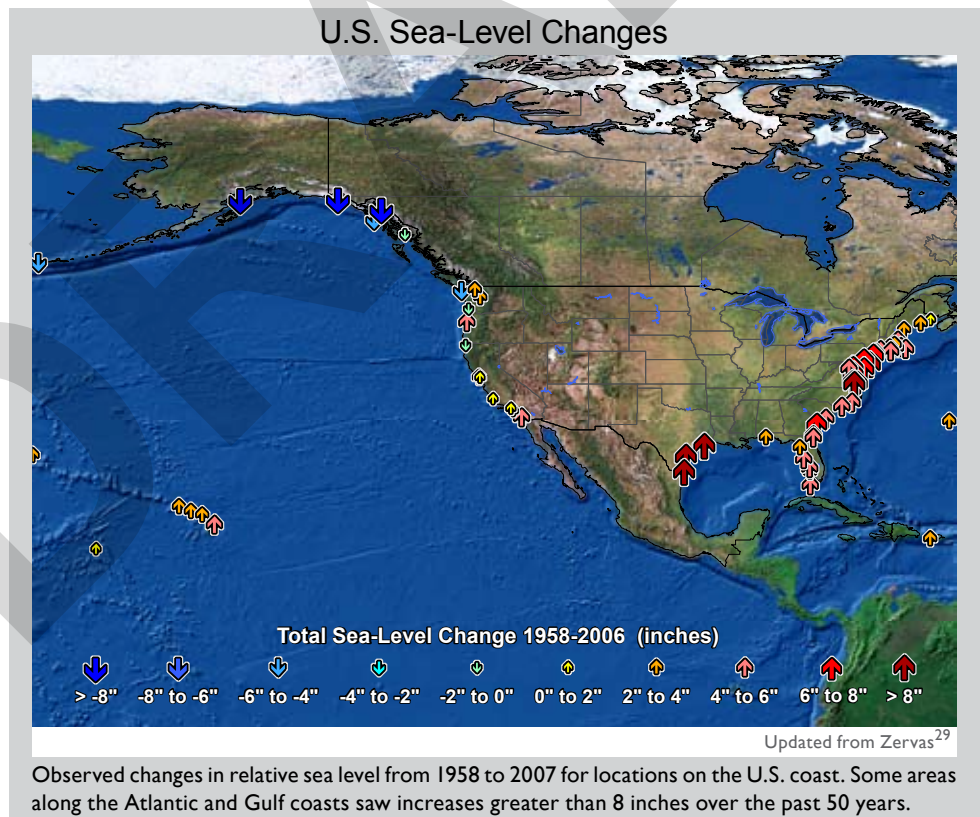 U.S. Sea-Level Changes
Total Sea-Level Change 1958-2006 (inches)
> -8" -8" to -6" -6" to -4" -4" to -2" -2" to 0" 0" to 2" 2" to 4" 4" to 6" 6" to 8" > 8"
Updated from Zervas29
Observed changes in relative sea level from 1958 to 2007 for locations on the U.S. coast. Some areas
along the Atlantic and Gulf coasts saw increases greater than 8 inches over the past 50 years.